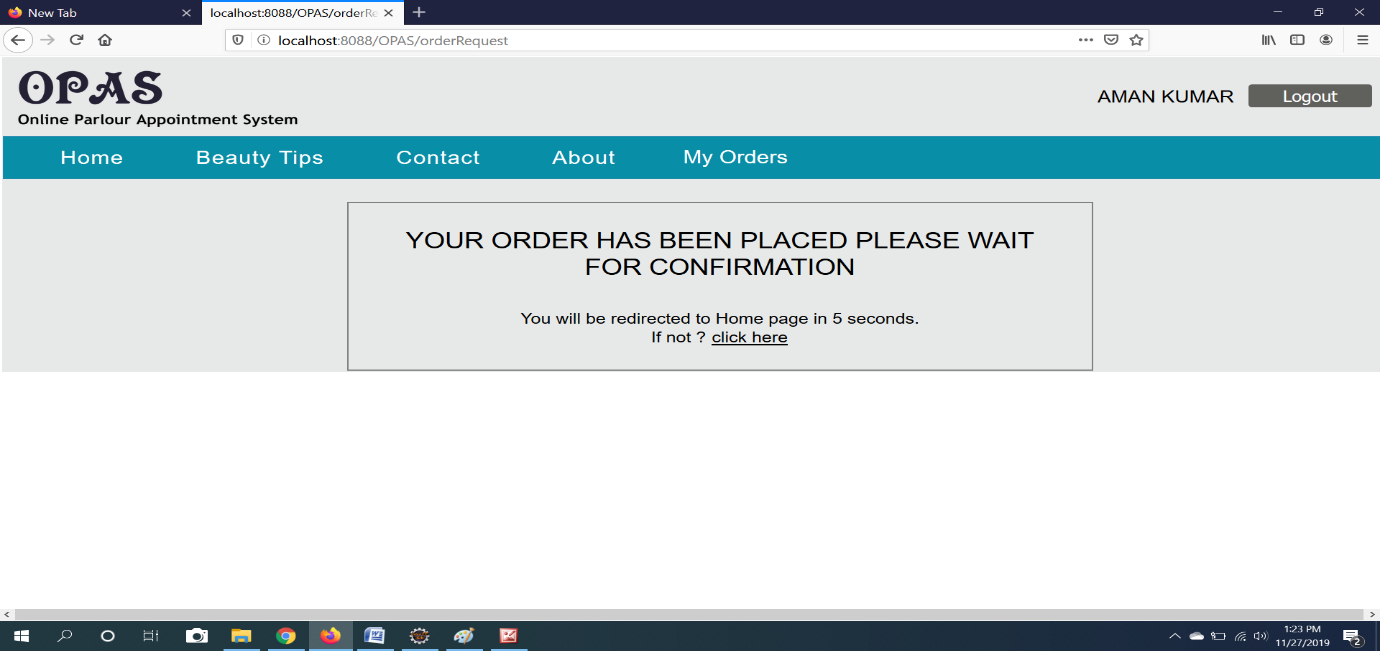 New Tab
localhost:8088/OPAS/orderRe
localhost:8088/OPAS/orderRequest
OPAS
Online Parlour Appointment System
AMAN KUMAR Logout
Home Beauty Tips Contact About My Orders
YOUR ORDER HAS BEEN PLACED PLEASE WAIT
FOR CONFIRMATION
You will be redirected to Home page in 5 seconds.
If not ? click here
1:23 PM
11/27/2019
2